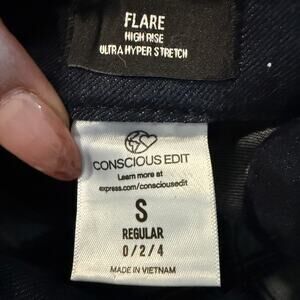 FLARE
HIGH RISE
ULTRA HYPER STRETCH
CONSCIOUS EDIT
Learn more at
express.com/consciousedit
S
REGULAR
0/2/4
MADE IN VIETNAM